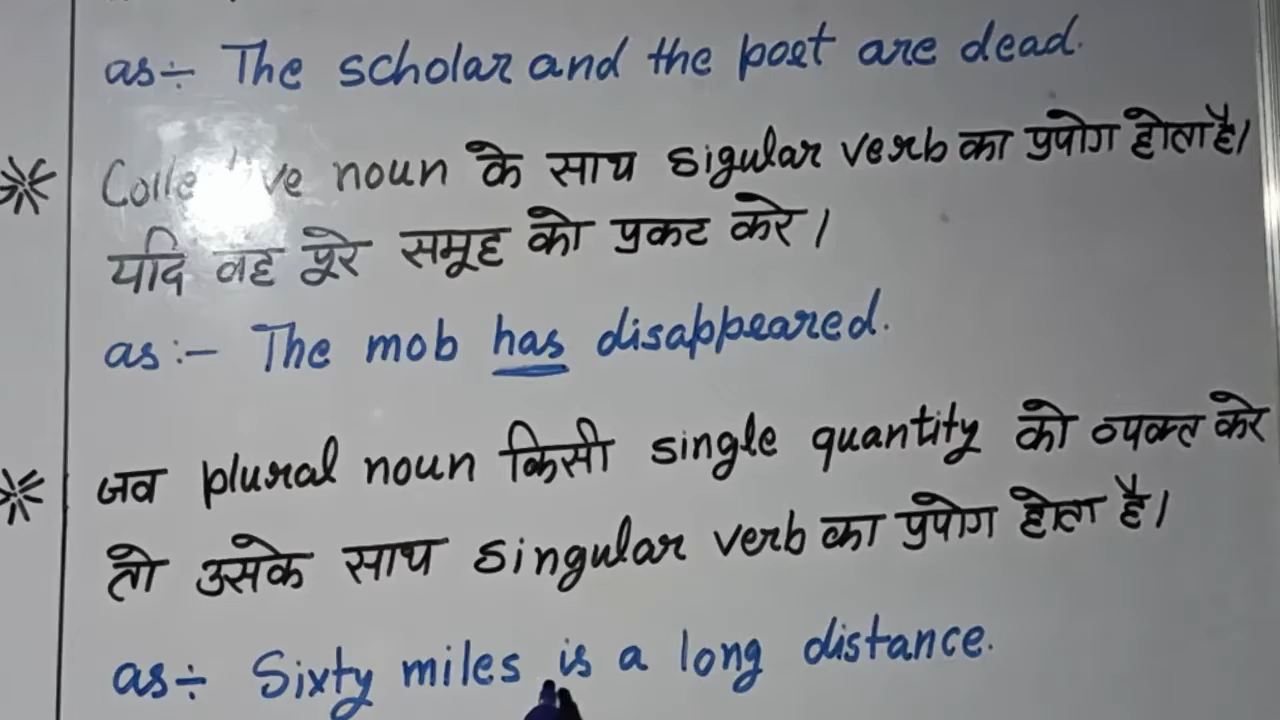 as÷ The scholar and the poet are dead.
Collective noun के साथ sigular verb का प्रयोग होता है।
यदि वह पूरे समूह को प्रकट करे।
as:- The mob has disappeared.
जब plural noun किसी single quantity को व्यक्त करे
तो उसके साथ singular verb का प्रयोग होता है।
as÷ Sixty miles is a long distance.